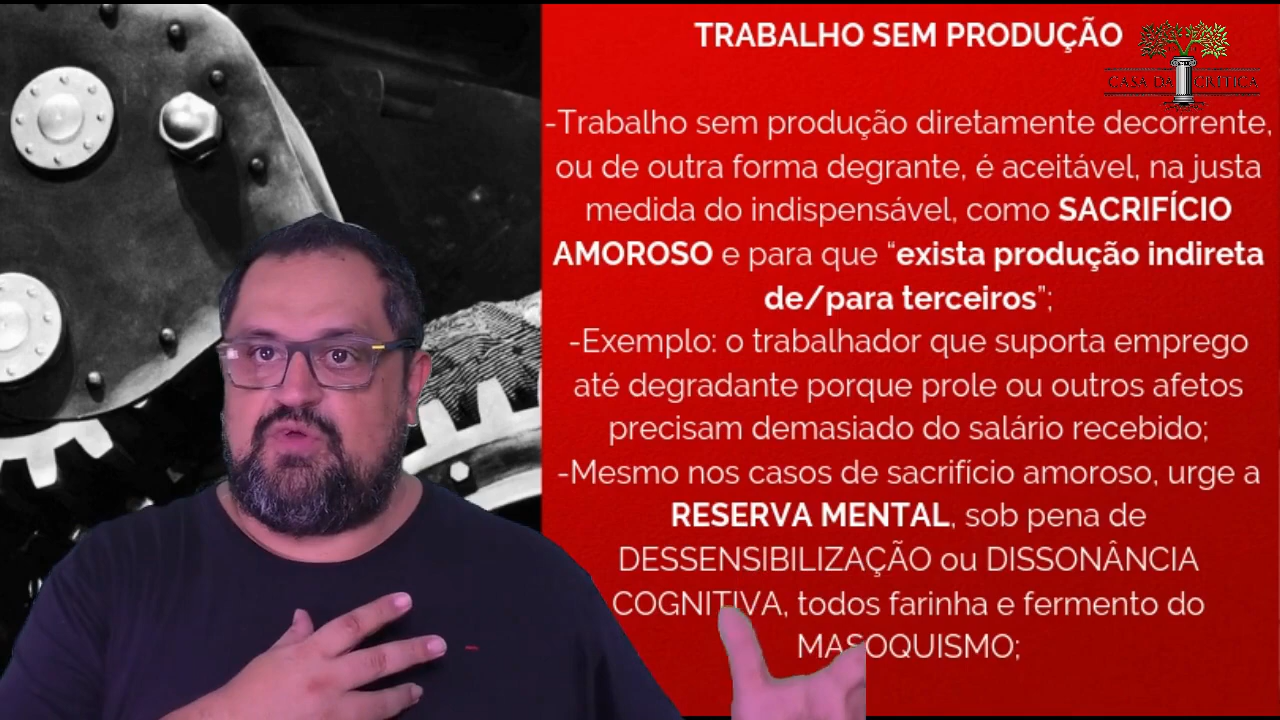 TRABALHO SEM PRODUÇÃO
CASA DA CRÍTICA
-Trabalho sem produção diretamente decorrente,
ou de outra forma degrante, é aceitável, na justa
medida do indispensável, como SACRIFÍCIO
AMOROSO e para que “exista produção indireta
de/para terceiros”;
-Exemplo: o trabalhador que suporta emprego
até degradante porque prole ou outros afetos
precisam demasiado do salário recebido;
-Mesmo nos casos de sacrifício amoroso, urge a
RESERVA MENTAL, sob pena de
DESSENSIBILIZAÇÃO ou DISSONÂNCIA
COGNITIVA, todos farinha e fermento do
MASOQUISMO;